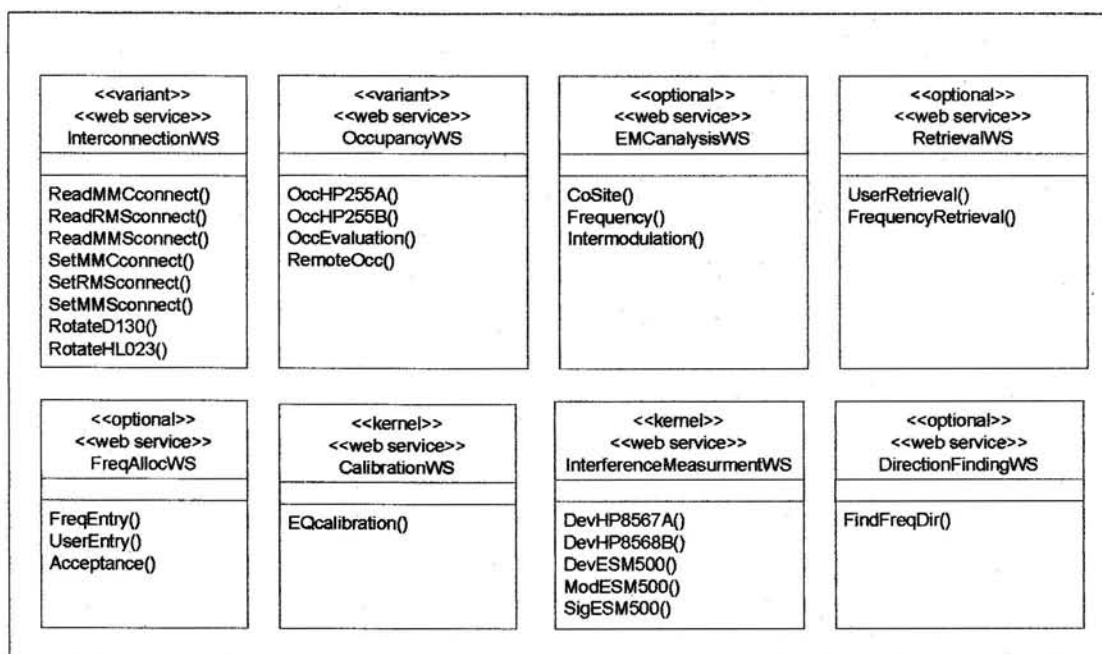 <<variant>>
<<web service>>
InterconnectionWS
ReadMMCconnect()
ReadRMSconnect()
ReadMMSconnect()
SetMMCconnect()
SetRMSconnect()
SetMMSconnect()
RotateD130()
RotateHL023()
<<variant>>
<<web service>>
OccupancyWS
OccHP255A()
OccHP255B()
OccEvaluation()
RemoteOcc()
<<optional>>
<<web service>>
EMCanalysisWS
CoSite()
Frequency()
Intermodulation()
<<optional>>
<<web service>>
RetrievalWS
UserRetrieval()
FrequencyRetrieval()
<<optional>>
<<web service>>
FreqAllocWS
FreqEntry()
UserEntry()
Acceptance()
<<kernel>>
<<web service>>
CalibrationWS
EQcalibration()
<<kernel>>
<<web service>>
InterferenceMeasurmentWS
DevHP8567A()
DevHP8568B()
DevESM500()
ModESM500()
SigESM500()
<<optional>>
<<web service>>
DirectionFindingWS
FindFreqDir()